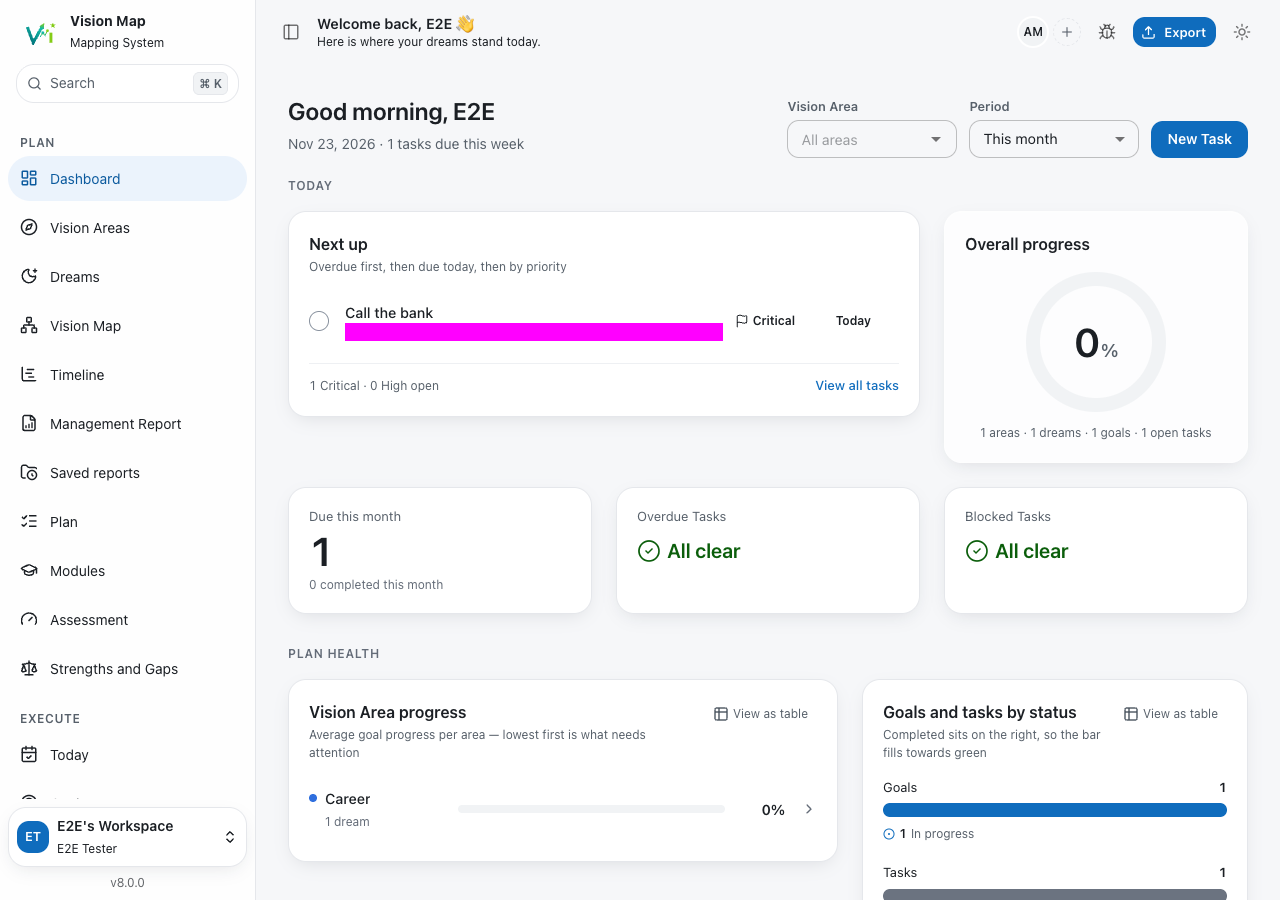 Vision Map
Mapping System
Search
⌘ K
PLAN
Dashboard
Vision Areas
Dreams
Vision Map
Timeline
Management Report
Saved reports
Plan
Modules
Assessment
Strengths and Gaps
EXECUTE
Today
ET
E2E's Workspace
E2E Tester
v8.0.0
Welcome back, E2E 👋
Here is where your dreams stand today.
AM
Export
Good morning, E2E
Nov 23, 2026 · 1 tasks due this week
Vision Area
All areas
Period
This month
New Task
TODAY
Next up
Overdue first, then due today, then by priority
Call the bank
Critical
Today
1 Critical · 0 High open
View all tasks
Overall progress
0%
1 areas · 1 dreams · 1 goals · 1 open tasks
Due this month
1
0 completed this month
Overdue Tasks
All clear
Blocked Tasks
All clear
PLAN HEALTH
Vision Area progress
View as table
Average goal progress per area — lowest first is what needs
attention
Career
1 dream
0%
Goals and tasks by status
View as table
Completed sits on the right, so the bar
fills towards green
Goals 1
1 In progress
Tasks 1